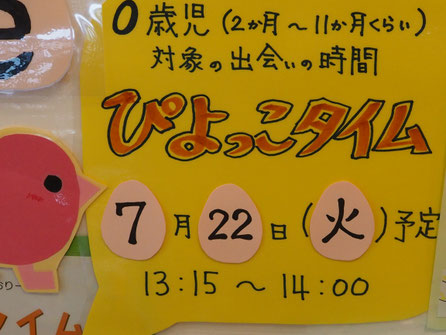 0歳児(2か月～11か月くらい)
対象の出会いの時間
ぴよっこタイム
7月22日(火)予定
13:15～14:00
イム